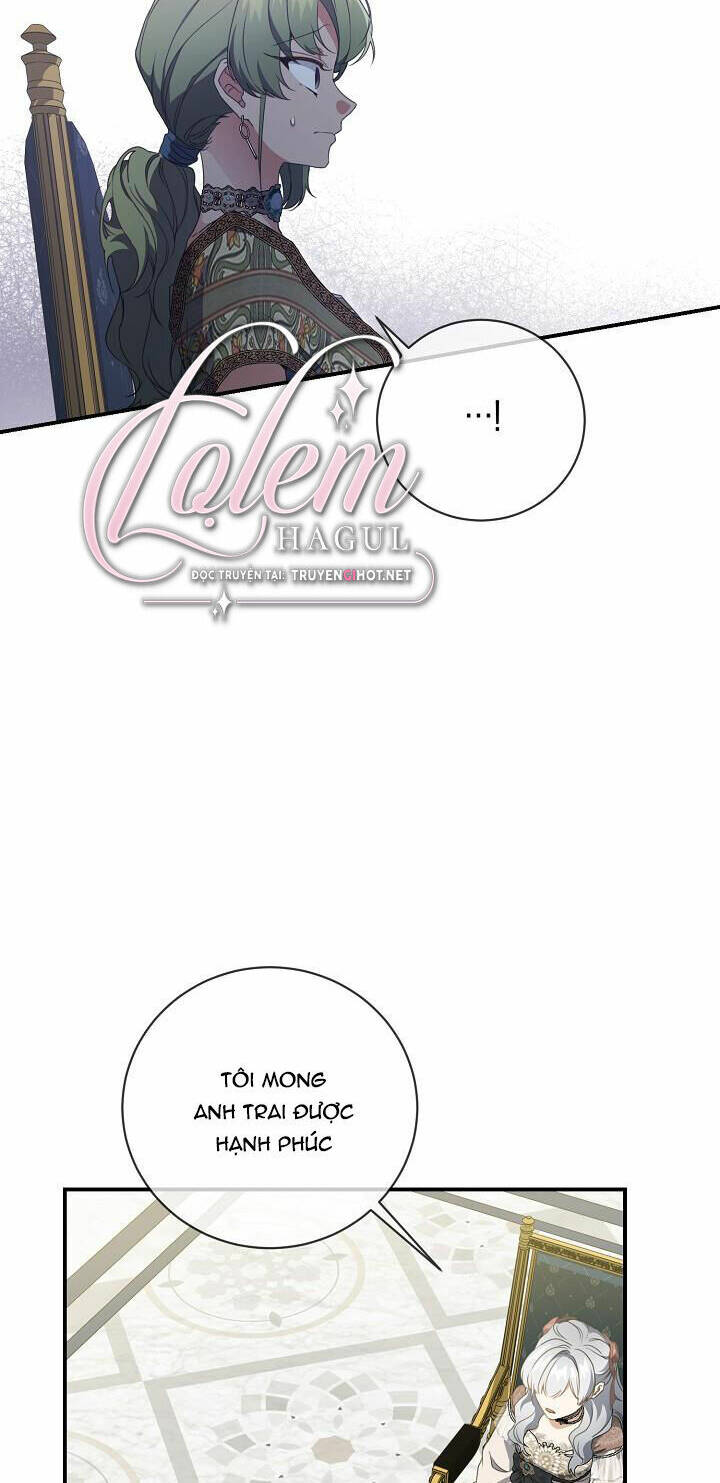 ...!
Lọlem
HAGUL
ĐỌC TRUYỆN TẠI: TRUYENGIHOT.NET
TÔI MONG
ANH TRAI ĐƯỢC
HẠNH PHÚC